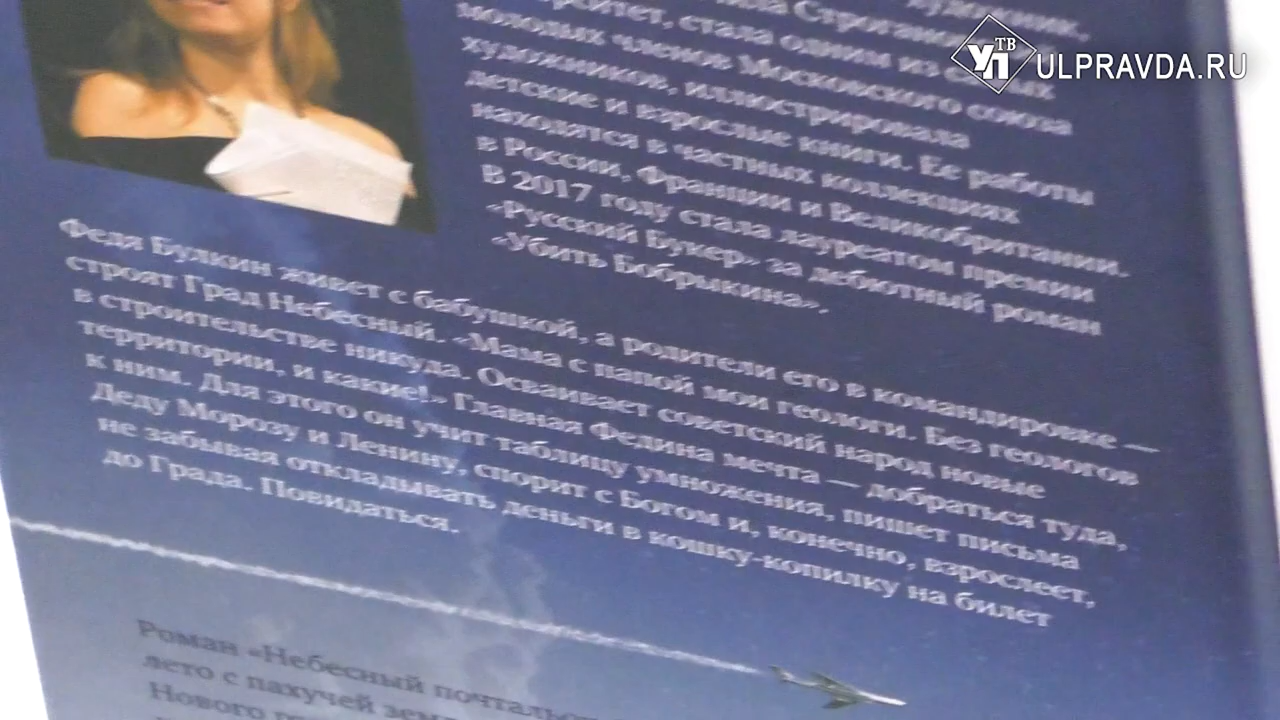 УП ТВ ULPRAVDA.RU
художник.
стала одним из самых
молодых членов Московского союза
художников, иллюстрировала
детские и взрослые книги. Ее работы
находятся в частных коллекциях
в России, Франции и Великобритании.
В 2017 году стала лауреатом премии
«Русский Букер» за дебютный роман
«Убить Бобрыкина».
Федя Булкин живет с бабушкой, а родители его в командировке —
строят Град Небесный. «Мама с папой мои геологи. Без геологов
в строительстве никуда. Осваивает советский народ новые
территории, и какие!» Главная Федина мечта — добраться туда,
к ним. Для этого он учит таблицу умножения, пишет письма
Деду Морозу и Ленину, спорит с Богом и, конечно, взрослеет,
не забывая откладывать деньги в кошку-копилку на билет
до Града. Повидаться.
Роман «Небесный почтальон
лето с пахучей
Нового